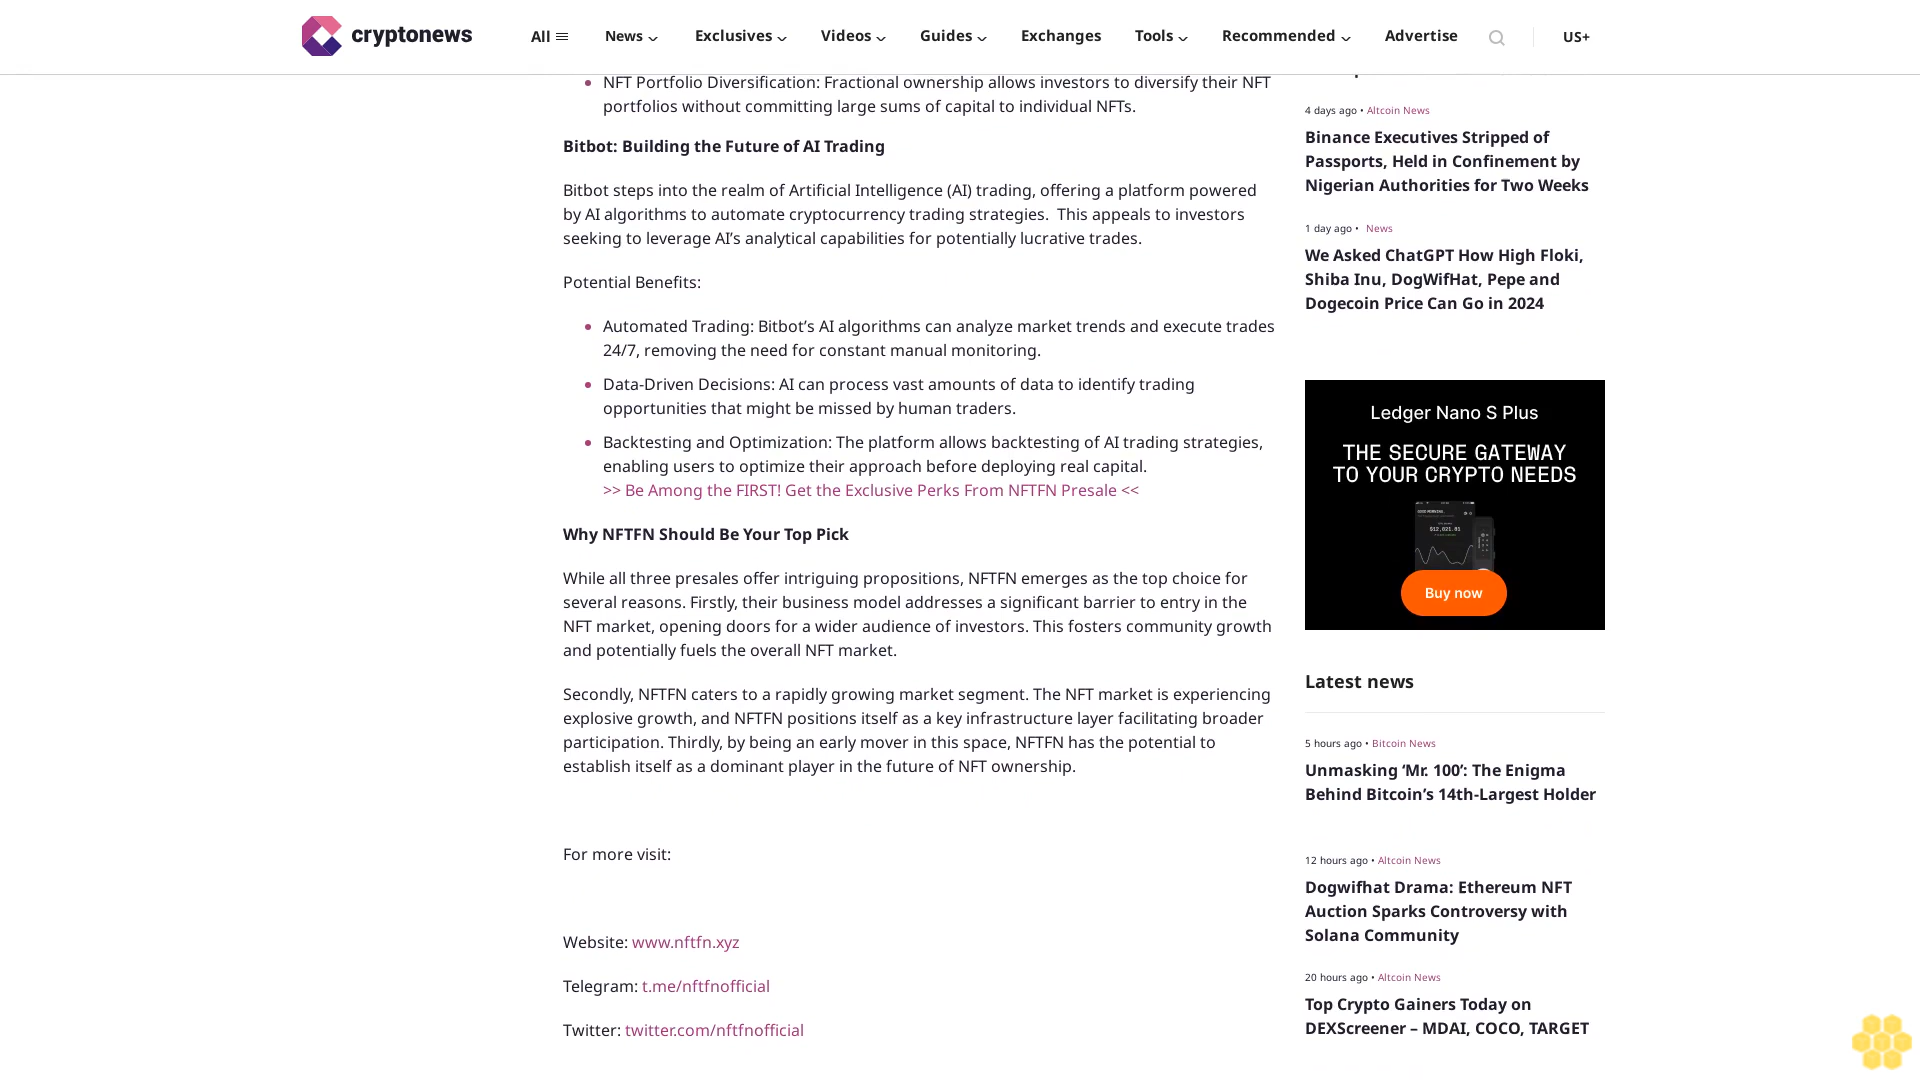 cryptonews
All
News
Exclusives
Videos
Guides
Exchanges
Tools
Recommended
Advertise
US+
NFT Portfolio Diversification: Fractional ownership allows investors to diversify their NFT
portfolios without committing large sums of capital to individual NFTs.
Bitbot: Building the Future of AI Trading
Bitbot steps into the realm of Artificial Intelligence (AI) trading, offering a platform powered
by AI algorithms to automate cryptocurrency trading strategies.  This appeals to investors
seeking to leverage AI’s analytical capabilities for potentially lucrative trades.
Potential Benefits:
Automated Trading: Bitbot’s AI algorithms can analyze market trends and execute trades
24/7, removing the need for constant manual monitoring.
Data-Driven Decisions: AI can process vast amounts of data to identify trading
opportunities that might be missed by human traders.
Backtesting and Optimization: The platform allows backtesting of AI trading strategies,
enabling users to optimize their approach before deploying real capital.
>> Be Among the FIRST! Get the Exclusive Perks From NFTFN Presale <<
Why NFTFN Should Be Your Top Pick
While all three presales offer intriguing propositions, NFTFN emerges as the top choice for
several reasons. Firstly, their business model addresses a significant barrier to entry in the
NFT market, opening doors for a wider audience of investors. This fosters community growth
and potentially fuels the overall NFT market.
Secondly, NFTFN caters to a rapidly growing market segment. The NFT market is experiencing
explosive growth, and NFTFN positions itself as a key infrastructure layer facilitating broader
participation. Thirdly, by being an early mover in this space, NFTFN has the potential to
establish itself as a dominant player in the future of NFT ownership.
For more visit:
Website: www.nftfn.xyz
Telegram: t.me/nftfnofficial
Twitter: twitter.com/nftfnofficial
4 days ago • Altcoin News
Binance Executives Stripped of
Passports, Held in Confinement by
Nigerian Authorities for Two Weeks
1 day ago • News
We Asked ChatGPT How High Floki,
Shiba Inu, DogWifHat, Pepe and
Dogecoin Price Can Go in 2024
Ledger Nano S Plus
THE SECURE GATEWAY
TO YOUR CRYPTO NEEDS
$12,021.81
Buy now
Latest news
5 hours ago • Bitcoin News
Unmasking ‘Mr. 100’: The Enigma
Behind Bitcoin’s 14th-Largest Holder
12 hours ago • Altcoin News
Dogwifhat Drama: Ethereum NFT
Auction Sparks Controversy with
Solana Community
20 hours ago • Altcoin News
Top Crypto Gainers Today on
DEXScreener – MDAI, COCO, TARGET